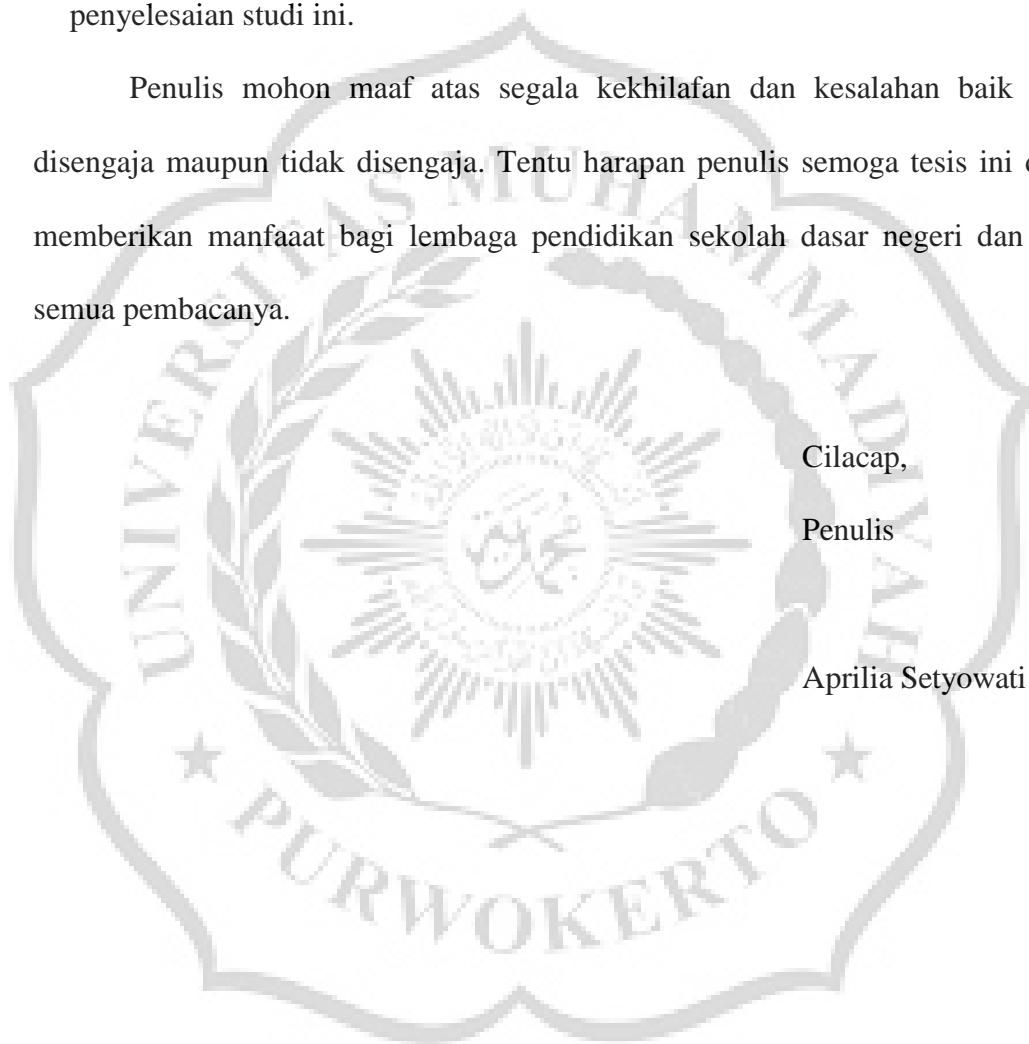 penyelesaian studi ini.
Penulis mohon maaf atas segala kekhilafan dan kesalahan baik
disengaja maupun tidak disengaja. Tentu harapan penulis semoga tesis ini
memberikan manfaaat bagi lembaga pendidikan sekolah dasar negeri dan
semua pembacanya.
Cilacap,
Penulis
Aprilia Setyowati
UNIVERSITAS MUHAMMADIYAH
★ PURWOKERTO ★